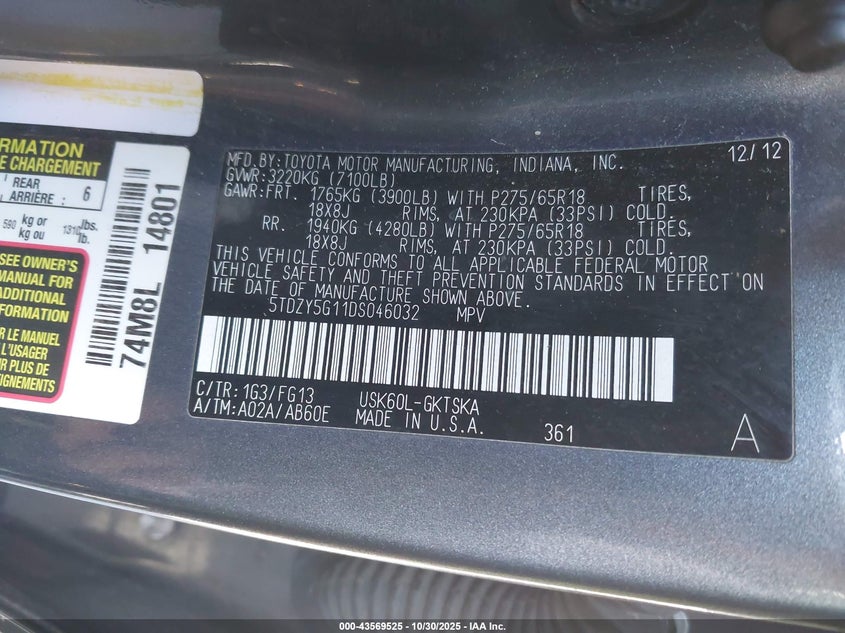 RMATION
E CHARGEMENT
REAR
ARRIÈRE: 6
590 kg or
kg ou
1310 lbs.
lb.
SEE OWNER'S
MANUAL FOR
ADDITIONAL
FORMATION
L'USAGER
UR PLUS DE
EIGNEMENTS
74M8L 14801
MFD.BY:TOYOTA MOTOR MANUFACTURING, INDIANA, INC. 12/12
GVWR:3220KG (7100LB)
GAWR:FRT. 1765KG (3900LB) WITH P275/65R18 TIRES,
18X8J RIMS, AT 230KPA (33PSI) COLD.
RR. 1940KG (4280LB) WITH P275/65R18 TIRES,
18X8J RIMS, AT 230KPA (33PSI) COLD.
THIS VEHICLE CONFORMS TO ALL APPLICABLE FEDERAL MOTOR
VEHICLE SAFETY AND THEFT PREVENTION STANDARDS IN EFFECT ON
THE DATE OF MANUFACTURE SHOWN ABOVE.
5TDZY5G11DS046032 MPV
C/TR:1G3/FG13 USK60L-GKTSKA
A/TM:A02A/AB60E MADE IN U.S.A. 361 A
000-43569525 - 10/30/2025 - IAA Inc.